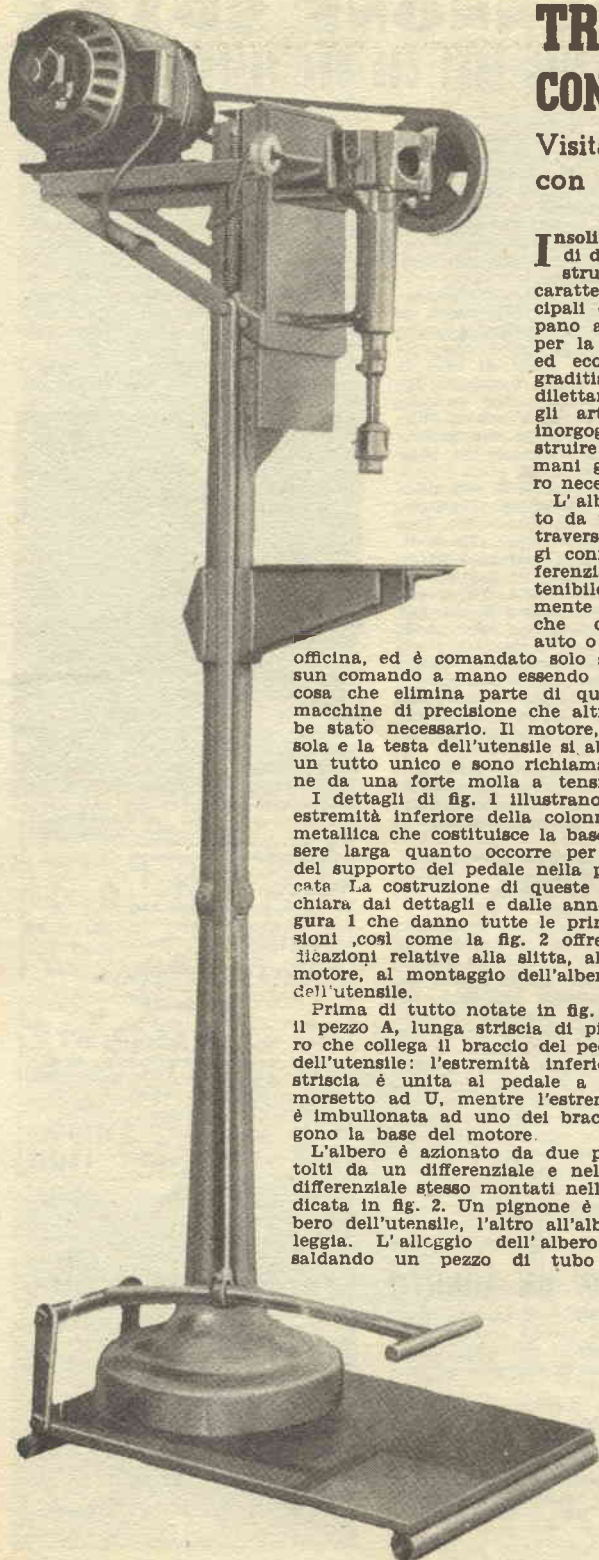 TR
CON
Visita
con
Insoli
di d
stru
caratte
cipali
pano a
per la
ed eco
graditis
dilettan
gli art
inorgog
struire
mani g
ro nece
L' alb
to da
travers
gi con
ferenzi
tenibile
mente
che c
auto o
officina, ed é comandato solo s
sun comando a mano essendo
cosa che elimina parte di qu
macchine di precisione che alt
be stato necessario. Il motore,
sola e la testa dell'utensile si al
un tutto unico e sono richiama
ne da una forte molla a tens
I dettagli di fig. 1 illustrano
estremità inferiore della colonn
metallica che costituisce la base
sere larga quanto occorre per
del supporto del pedale nella p
cata La costruzione di queste
chiara dai dettagli e dalle ann
gura 1 che danno tutte le prin
sioni ,così come la fig. 2 offre
dicazioni relative alla slitta, al
motore, al montaggio dell'alber
dell'utensile.
Prima di tutto notate in fig.
il pezzo A, lunga striscia di pi
ro che collega il braccio del pe
dell'utensile: l'estremità inferi
striscia é unita al pedale a
morsetto ad U, mentre l'estrem
é imbullonata ad uno dei bracc
gono la base del motore.
L'albero é azionato da due p
tolti da un differenziale e nel
differenziale stesso montati nell
dicata in fig. 2. Un pignone é
bero dell'utensile, l'altro all'alb
leggia. L' alloggio dell' albero
saldando un pezzo di tubo